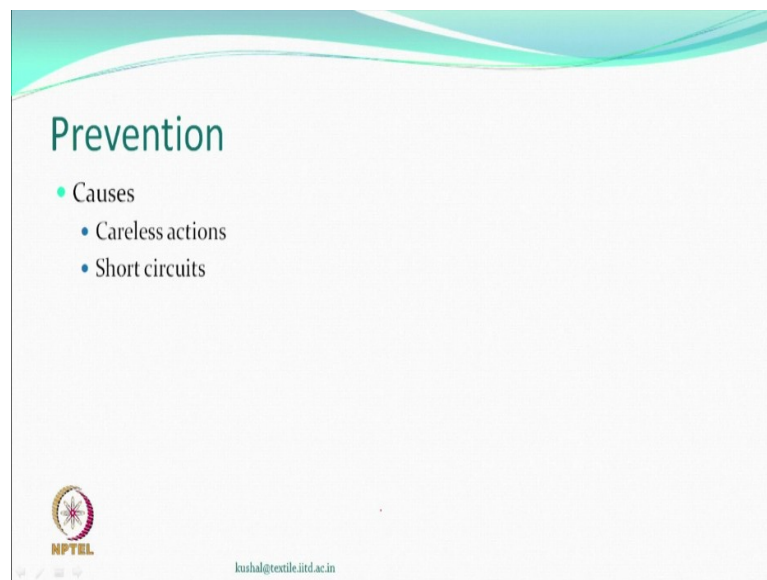 Prevention
Causes
Careless actions
Short circuits
NPTEL
kushal@textile.iitd.ac.in